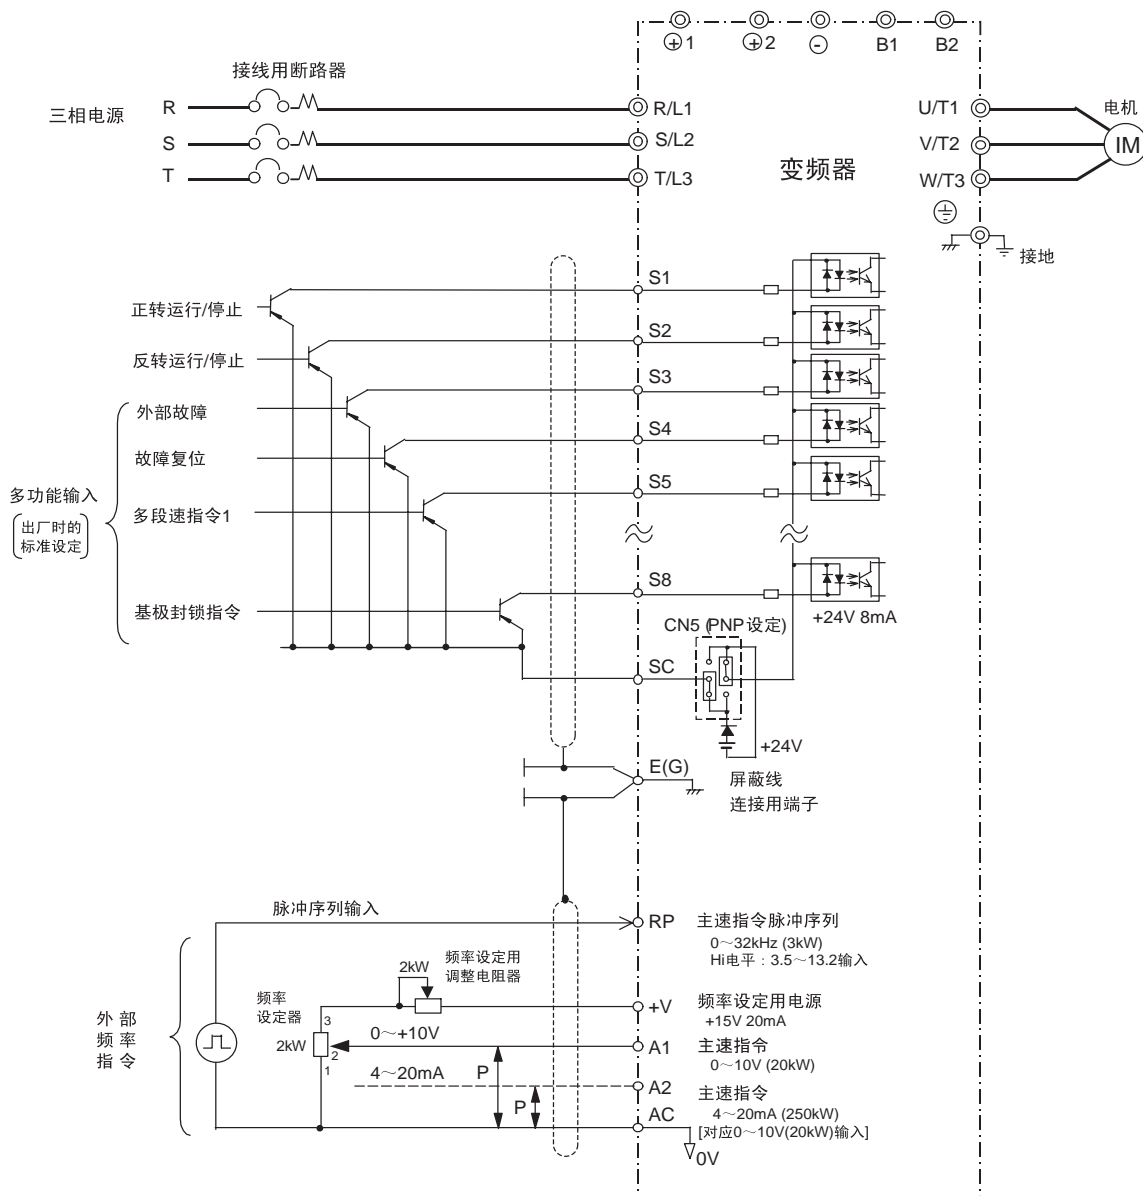 ⊕1
⊕2
⊖
B1
B2
接线用断路器
三相电源
R
S
T
R/L1
S/L2
T/L3
变频器
U/T1
V/T2
W/T3
电机
IM
接地
正转运行/停止
反转运行/停止
外部故障
故障复位
多段速指令1
基极封锁指令
多功能输入
出厂时的
标准设定
S1
S2
S3
S4
S5
S8
+24V 8mA
CN5 (PNP设定)
SC
+24V
E(G)
屏蔽线
连接用端子
脉冲序列输入
RP
主速指令脉冲序列
0~32kHz (3kW)
Hi电平：3.5~13.2输入
外部
频率
指令
频率
设定器
2kW
3
2
1
2kW
频率设定用
调整电阻器
+V
频率设定用电源
+15V 20mA
0~+10V
A1
主速指令
0~10V (20kW)
4~20mA
P
P
A2
主速指令
4~20mA (250kW)
[对应0~10V(20kW)输入]
AC
0V